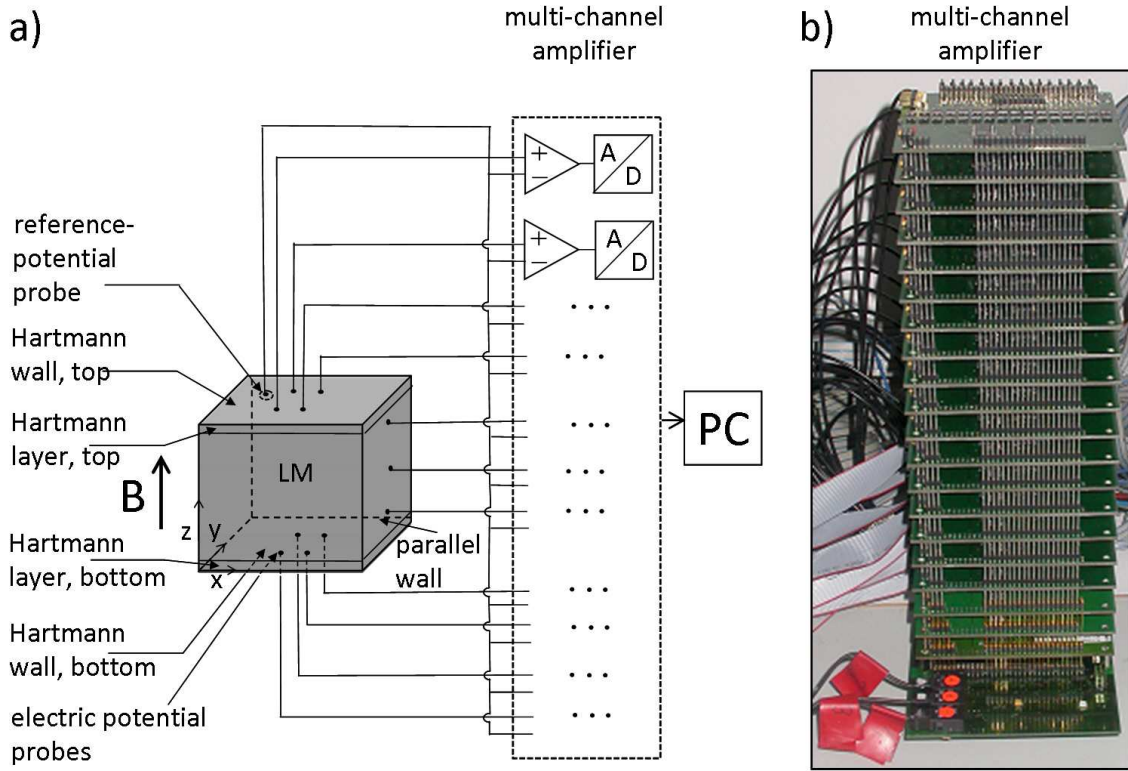 a)
multi-channel
amplifier
b)
multi-channel
amplifier
+
−
A
D
+
−
A
D
reference-
potential
probe
Hartmann
wall, top
Hartmann
layer, top
B
LM
z
y
x
Hartmann
layer, bottom
parallel
wall
Hartmann
wall, bottom
electric potential
probes
...
...
...
...
...
...
...
...
...
PC